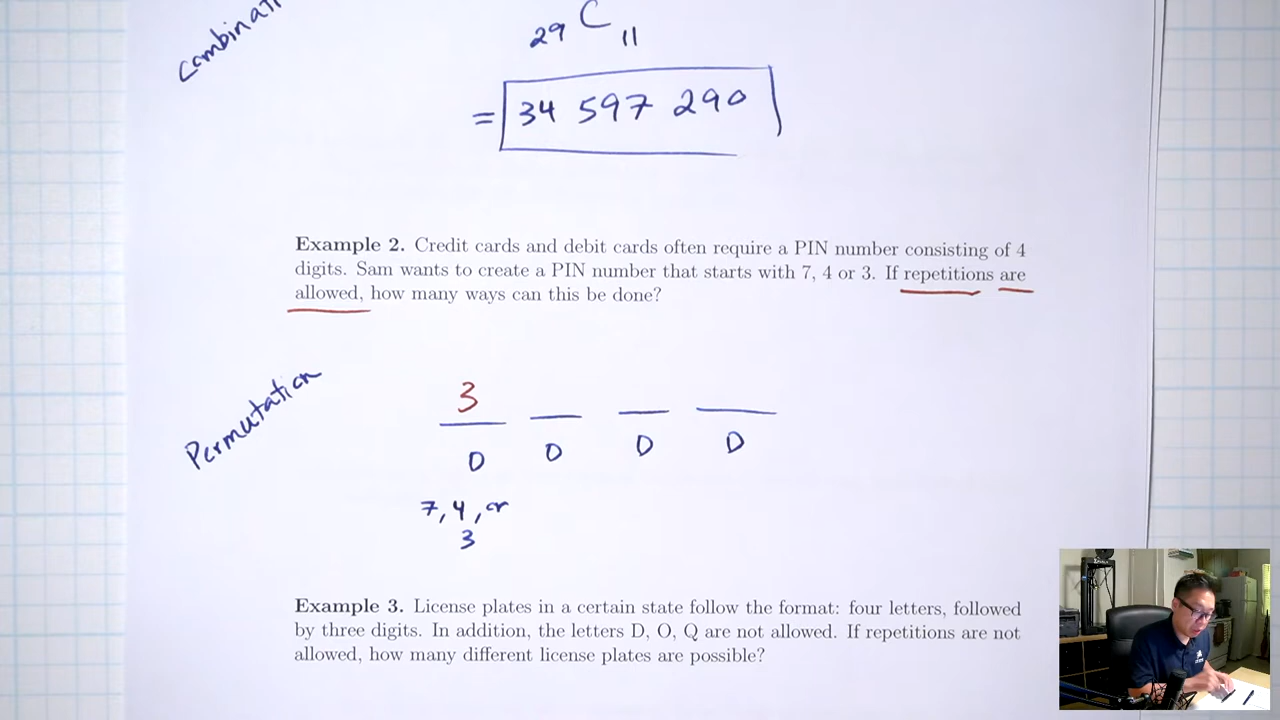 29 C 11
= 34 597 290
Example 2. Credit cards and debit cards often require a PIN number consisting of 4
digits. Sam wants to create a PIN number that starts with 7, 4 or 3. If repetitions are
allowed, how many ways can this be done?
Permutation
3
D D D D
7, 4, or
3
Example 3. License plates in a certain state follow the format: four letters, followed
by three digits. In addition, the letters D, O, Q are not allowed. If repetitions are not
allowed, how many different license plates are possible?